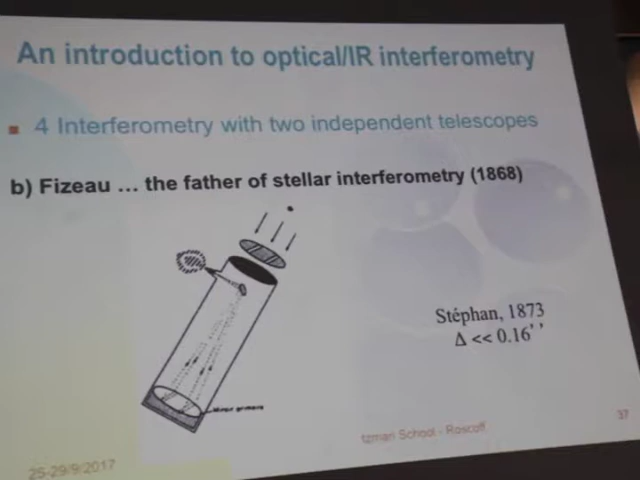 An introduction to optical/IR interferometry
4 Interferometry with two independent telescopes
b) Fizeau … the father of stellar interferometry (1868)
Stéphan, 1873
Δ << 0.16’’
tzman School - Roscoff
37
25-29/9/2017